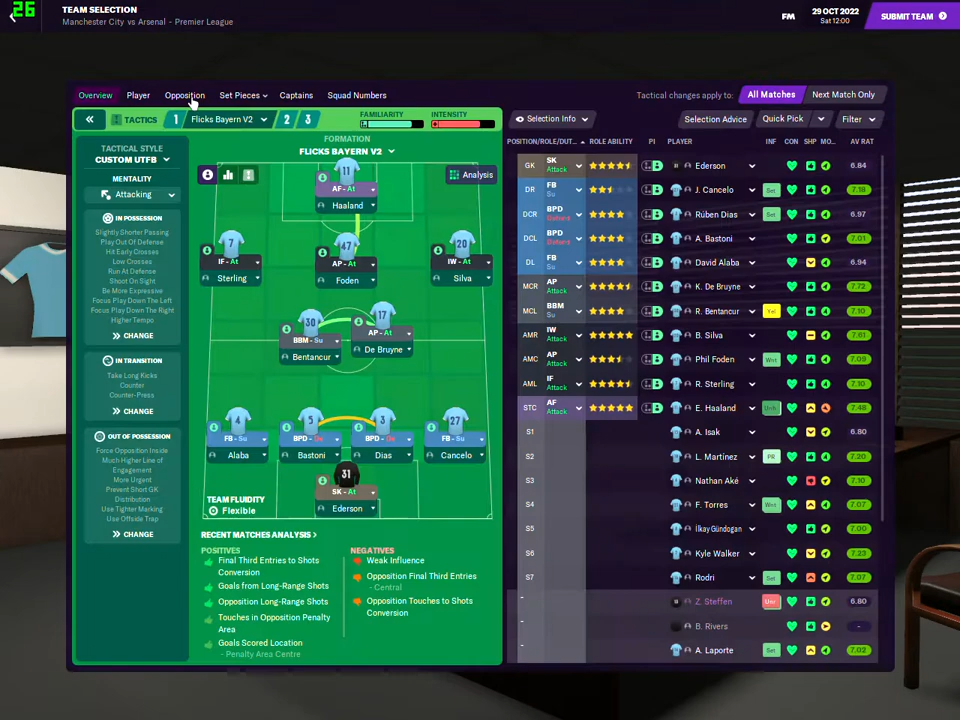 26
TEAM SELECTION
Manchester City vs Arsenal - Premier League
FM
29 OCT 2022
Sat 12:00
SUBMIT TEAM
Overview Player Opposition Set Pieces Captains Squad Numbers
Tactical changes apply to: All Matches Next Match Only
TACTICS 1 Flicks Bayern V2 2 3
FAMILIARITY INTENSITY
Selection Info Selection Advice Quick Pick Filter
TACTICAL STYLE
CUSTOM UTFB
MENTALITY
Attacking
IN POSSESSION
Slightly Shorter Passing
Play Out Of Defense
Hit Early Crosses
Low Crosses
Run At Defense
Shoot On Sight
Be More Expressive
Focus Play Down The Left
Focus Play Down The Right
Higher Tempo
CHANGE
IN TRANSITION
Take Long Kicks
Counter
Counter-Press
CHANGE
OUT OF POSSESSION
Force Opposition Inside
Much Higher Line of
Engagement
More Urgent
Prevent Short GK
Distribution
Use Tighter Marking
Use Offside Trap
CHANGE
FORMATION
FLICKS BAYERN V2
Analysis
11
AF - At
Haaland
7
IF - At
Sterling
47
AP - At
Foden
20
IW - At
Silva
30
BBM - Su
Bentancur
17
AP - At
De Bruyne
4
FB - Su
Alaba
5
BPD - De
Bastoni
3
BPD - De
Dias
27
FB - Su
Cancelo
31
SK - At
Ederson
TEAM FLUIDITY
Flexible
RECENT MATCHES ANALYSIS
POSITIVES
Final Third Entries to Shots
Conversion
Goals from Long-Range Shots
Opposition Long-Range Shots
Touches in Opposition Penalty
Area
Goals Scored Location
- Penalty Area Centre
NEGATIVES
Weak Influence
Opposition Final Third Entries
- Central
Opposition Touches to Shots
Conversion
POSITION/ROLE/DUT... ROLE ABILITY PI PLAYER INF CON SHP MO... AV RAT
GK SK Attack Ederson 6.84
DR FB Su J. Cancelo Set 7.18
DCR BPD Rúben Dias Set 6.97
DCL BPD A. Bastoni 7.01
DL FB Su David Alaba 6.94
MCR AP Attack K. De Bruyne 7.72
MCL BBM Su R. Bentancur Yel 7.10
AMR IW Attack B. Silva 7.61
AMC AP Attack Phil Foden Wnt 7.09
AML IF Attack R. Sterling 7.10
STC AF Attack E. Haaland Unh 7.48
S1 A. Isak 6.80
S2 L. Martínez PR 7.20
S3 Nathan Aké 7.10
S4 F. Torres Wnt 7.07
S5 İlkay Gündogan 7.00
S6 Kyle Walker 7.23
S7 Rodri Set 7.07
- Z. Steffen Unr 6.80
- B. Rivers -
- A. Laporte Set 7.02